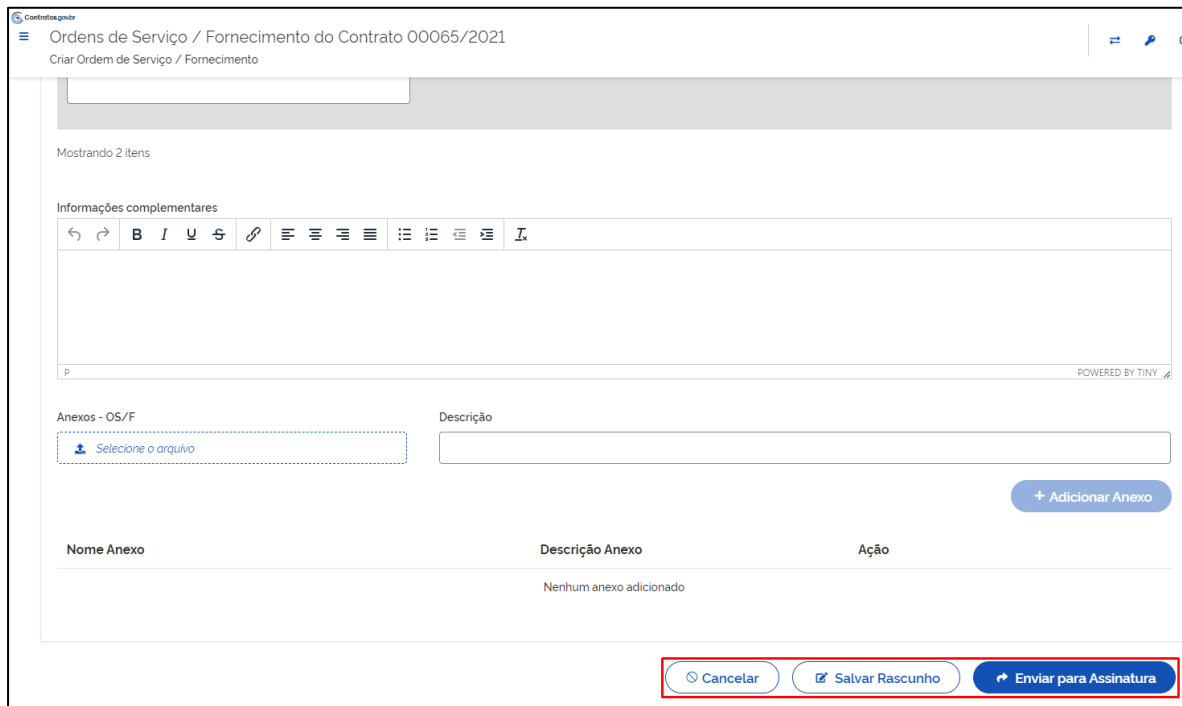 Contratos.gov.br
Ordens de Serviço / Fornecimento do Contrato 00065/2021
Criar Ordem de Serviço / Fornecimento
Mostrando 2 itens
Informações complementares
B I U S
P POWERED BY TINY
Anexos - OS/F Descrição
Selecione o arquivo
+ Adicionar Anexo
Nome Anexo Descrição Anexo Ação
Nenhum anexo adicionado
Cancelar Salvar Rascunho Enviar para Assinatura